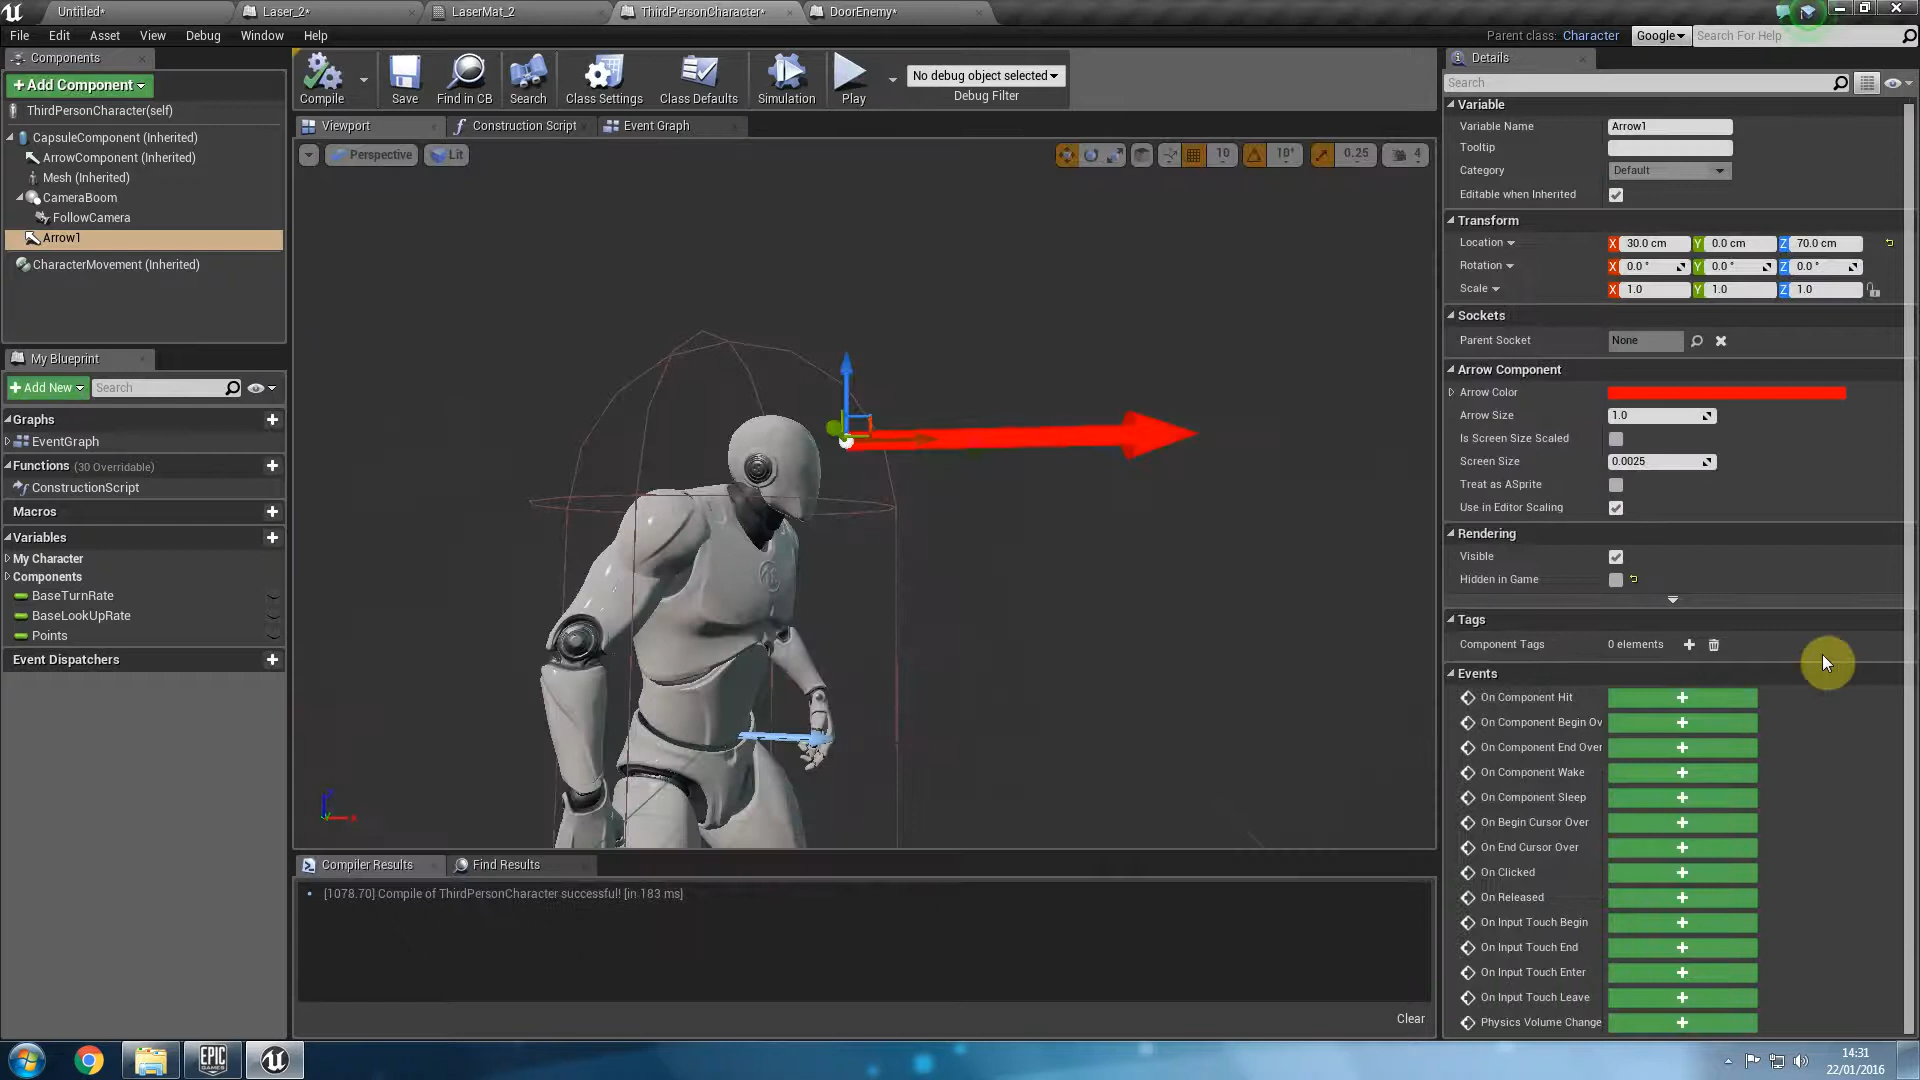 Untitled*
Laser_2*
LaserMat_2
ThirdPersonCharacter*
DoorEnemy*
File Edit Asset View Debug Window Help
Parent class: Character
Google
Search For Help
Components
+Add Component
ThirdPersonCharacter(self)
CapsuleComponent (Inherited)
ArrowComponent (Inherited)
Mesh (Inherited)
CameraBoom
FollowCamera
Arrow1
CharacterMovement (Inherited)
My Blueprint
+Add New
Search
Graphs
EventGraph
Functions (30 Overridable)
ConstructionScript
Macros
Variables
My Character
Components
BaseTurnRate
BaseLookUpRate
Points
Event Dispatchers
Compile
Save
Find in CB
Search
Class Settings
Class Defaults
Simulation
Play
No debug object selected
Debug Filter
Viewport
Construction Script
Event Graph
Perspective
Lit
10
10°
0.25
4
Compiler Results
Find Results
[1078.70] Compile of ThirdPersonCharacter successful! [in 183 ms]
Clear
Details
Search
Variable
Variable Name Arrow1
Tooltip
Category Default
Editable when Inherited
Transform
Location X 30.0 cm Y 0.0 cm Z 70.0 cm
Rotation X 0.0 ° Y 0.0 ° Z 0.0 °
Scale X 1.0 Y 1.0 Z 1.0
Sockets
Parent Socket None
Arrow Component
Arrow Color
Arrow Size 1.0
Is Screen Size Scaled
Screen Size 0.0025
Treat as ASprite
Use in Editor Scaling
Rendering
Visible
Hidden in Game
Tags
Component Tags 0 elements
Events
On Component Hit
On Component Begin Ov
On Component End Over
On Component Wake
On Component Sleep
On Begin Cursor Over
On End Cursor Over
On Clicked
On Released
On Input Touch Begin
On Input Touch End
On Input Touch Enter
On Input Touch Leave
Physics Volume Change
EPIC
GAMES
14:31
22/01/2016